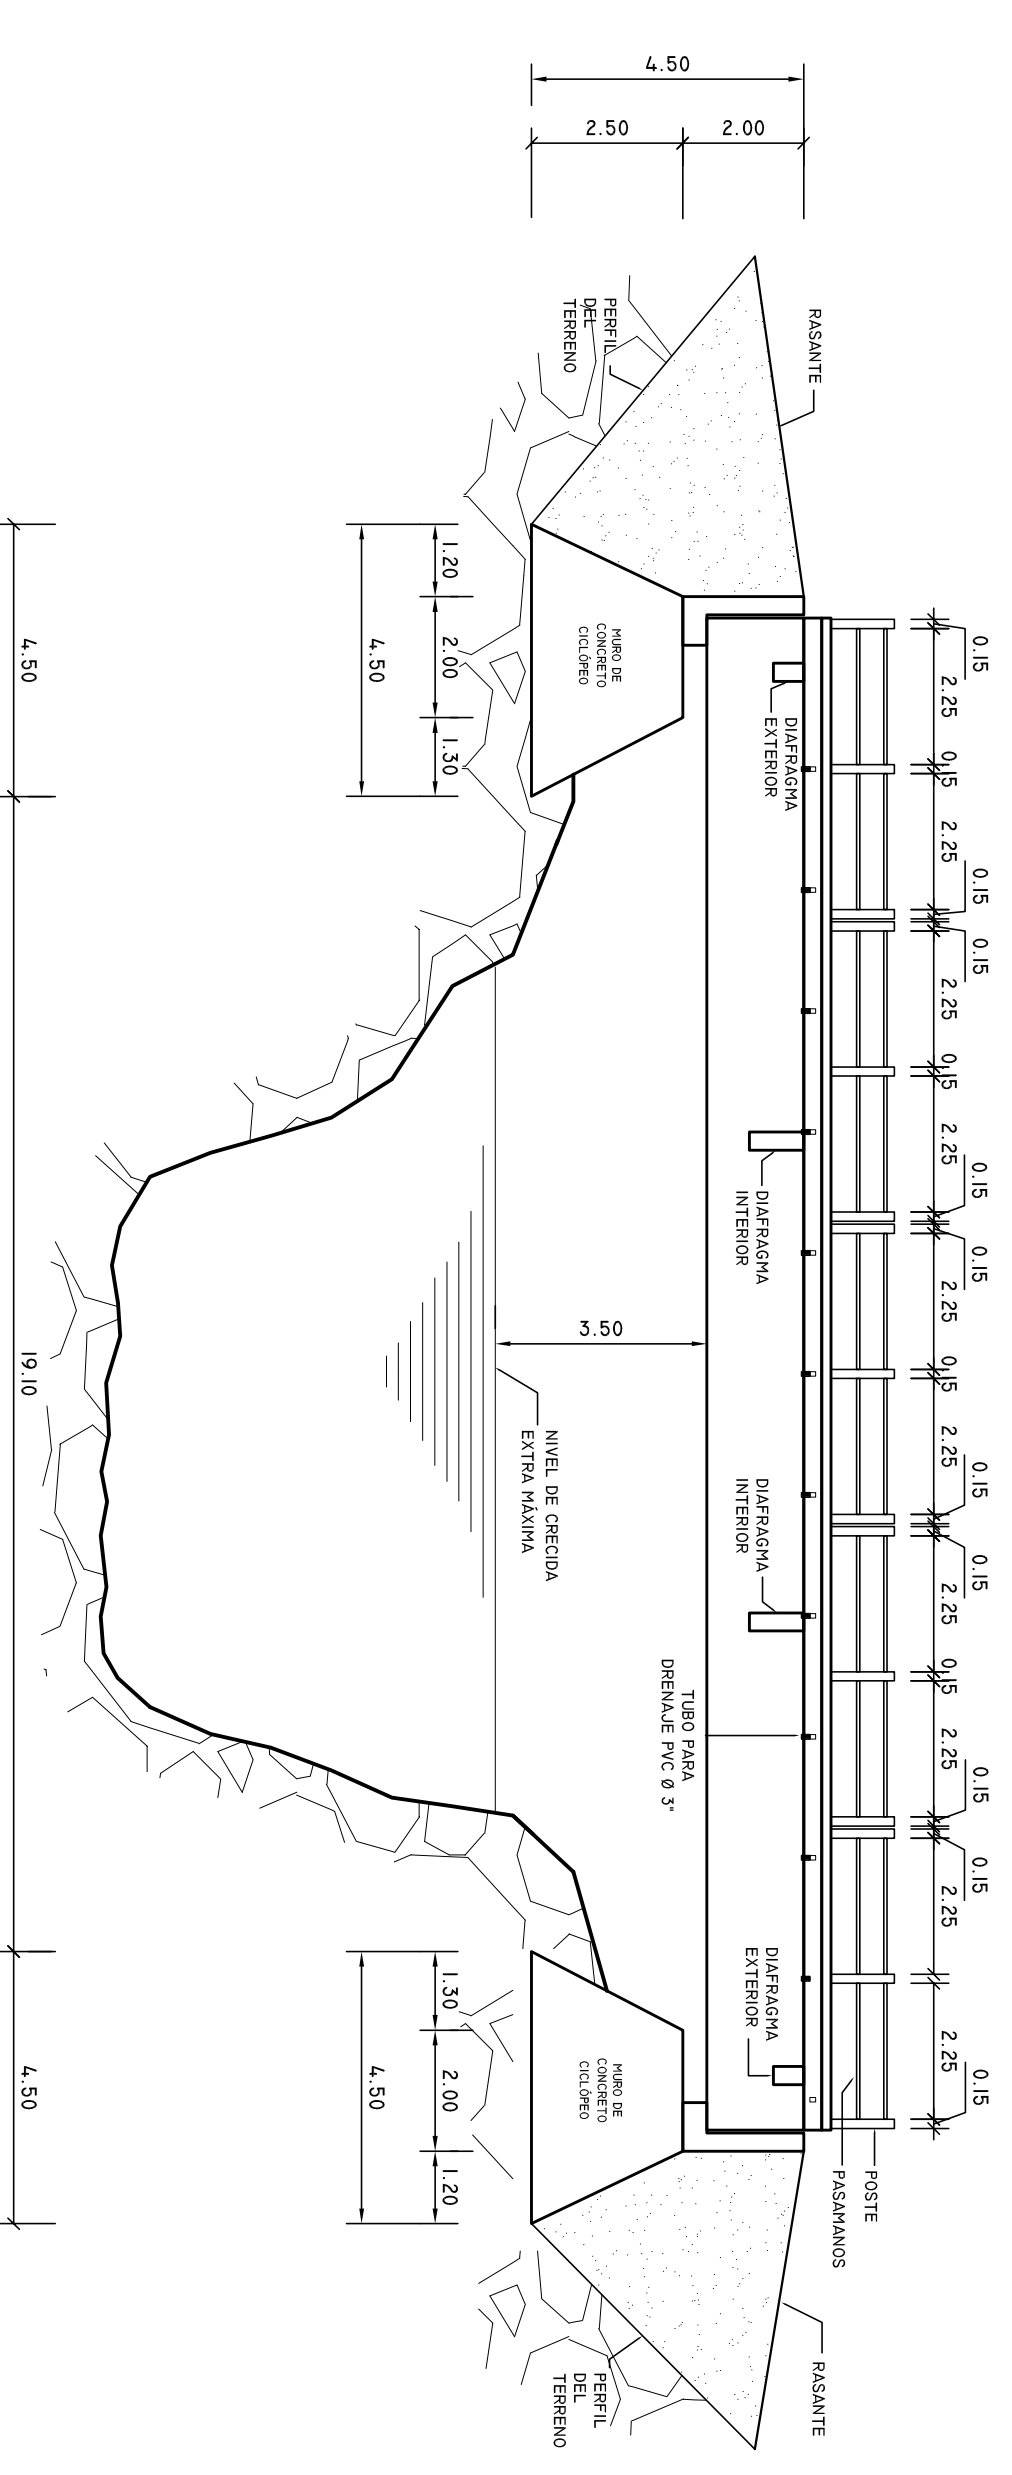 0.15 0.15 0.15 0.15 0.15 0.15 0.15 0.15 0.15 0.15
2.25 0.15 2.25 2.25 0.15 2.25 2.25 0.15 2.25 2.25 0.15 2.25 2.25 2.25
POSTE
PASAMANOS
RASANTE
RASANTE
DIAFRAGMA
EXTERIOR
DIAFRAGMA
INTERIOR
DIAFRAGMA
INTERIOR
DIAFRAGMA
EXTERIOR
2.00
2.50
4.50
TUBO PARA
DRENAJE PVC Ø 3"
PERFIL
DEL
TERRENO
MURO DE
CONCRETO
CICLÓPEO
3.50
MURO DE
CONCRETO
CICLÓPEO
PERFIL
DEL
TERRENO
NIVEL DE CRECIDA
EXTRA MÁXIMA
1.20 2.00 1.30
1.30 2.00 1.20
4.50
4.50
4.50 19.10 4.50